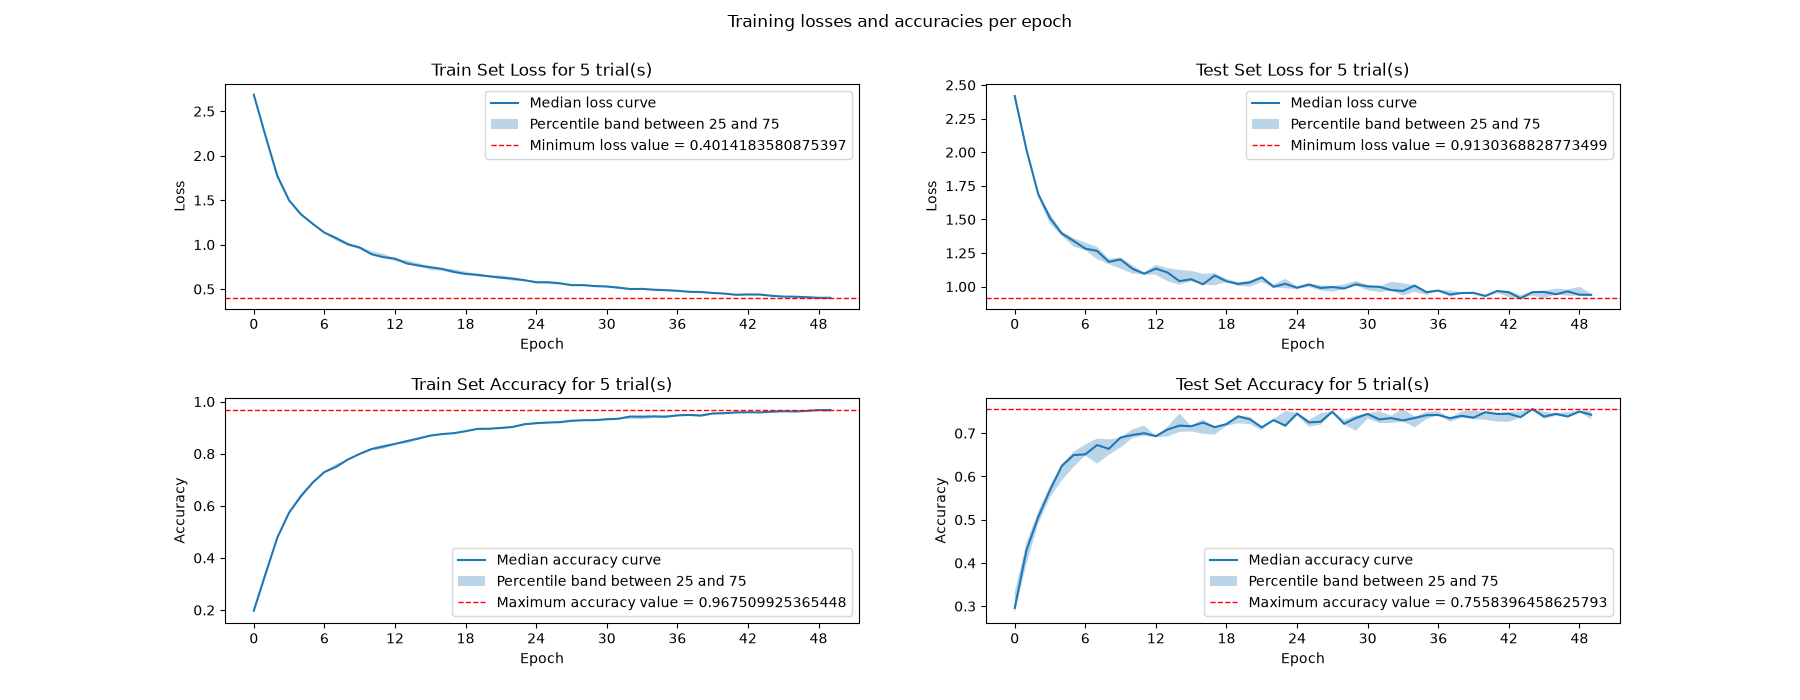 Training losses and accuracies per epoch
Train Set Loss for 5 trial(s)
Loss
2.5
2.0
1.5
1.0
0.5
Median loss curve
Percentile band between 25 and 75
Minimum loss value = 0.4014183580875397
0 6 12 18 24 30 36 42 48
Epoch
Test Set Loss for 5 trial(s)
Loss
2.50
2.25
2.00
1.75
1.50
1.25
1.00
Median loss curve
Percentile band between 25 and 75
Minimum loss value = 0.9130368828773499
0 6 12 18 24 30 36 42 48
Epoch
Train Set Accuracy for 5 trial(s)
Accuracy
1.0
0.8
0.6
0.4
0.2
Median accuracy curve
Percentile band between 25 and 75
Maximum accuracy value = 0.967509925365448
0 6 12 18 24 30 36 42 48
Epoch
Test Set Accuracy for 5 trial(s)
Accuracy
0.7
0.6
0.5
0.4
0.3
Median accuracy curve
Percentile band between 25 and 75
Maximum accuracy value = 0.7558396458625793
0 6 12 18 24 30 36 42 48
Epoch